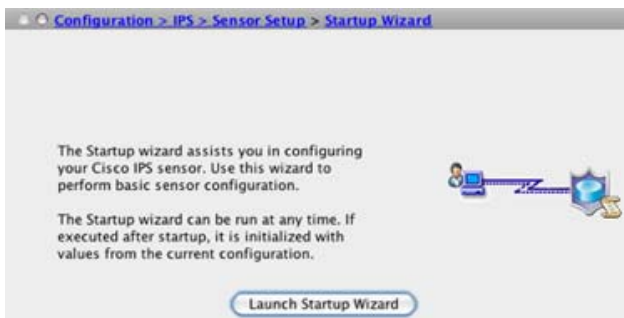 Configuration > IPS > Sensor Setup > Startup Wizard
The Startup wizard assists you in configuring
your Cisco IPS sensor. Use this wizard to
perform basic sensor configuration.
The Startup wizard can be run at any time. If
executed after startup, it is initialized with
values from the current configuration.
Launch Startup Wizard